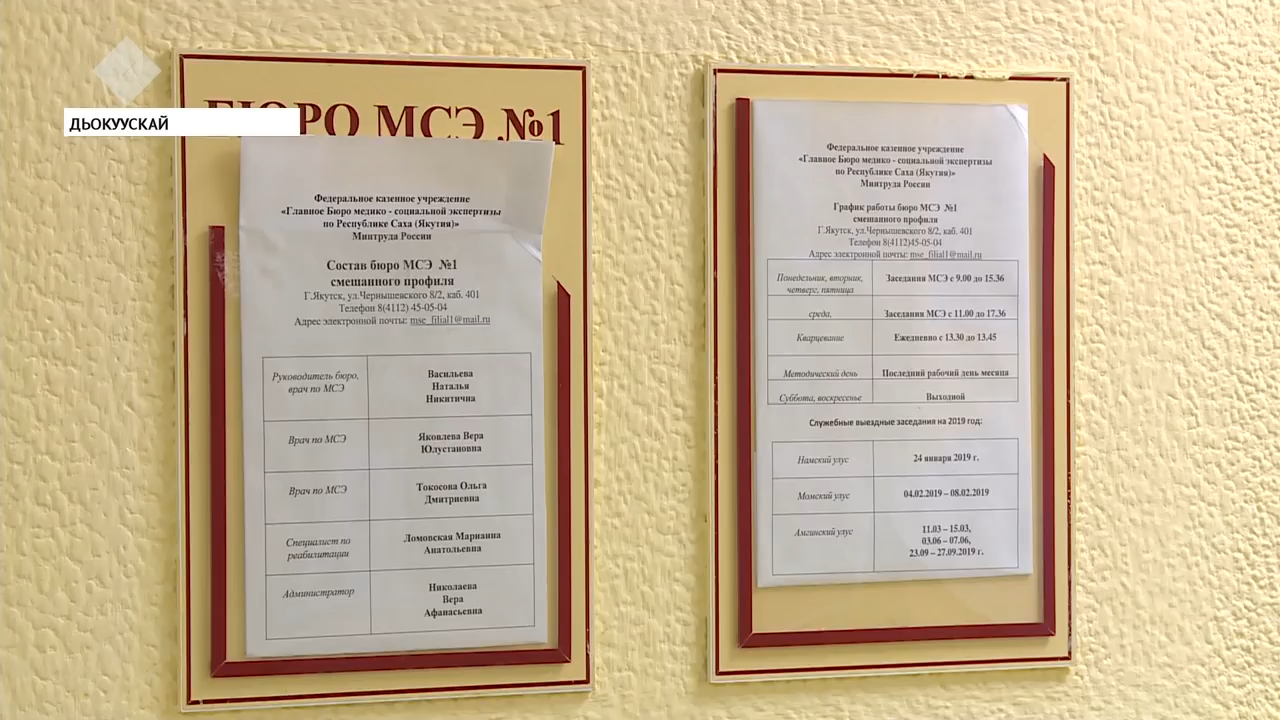 ДЬОКУУСКАЙ
БЮРО МСЭ №1
Федеральное казенное учреждение
«Главное Бюро медико - социальной экспертизы
по Республике Саха (Якутия)»
Минтруда России
Состав бюро МСЭ №1
смешанного профиля
Г.Якутск, ул.Чернышевского 8/2, каб. 401
Телефон 8(4112) 45-05-04
Адрес электронной почты: mse_filial1@mail.ru
Руководитель бюро,
врач по МСЭ
Васильева
Наталья
Никитична
Врач по МСЭ
Яковлева Вера
Юлустановна
Врач по МСЭ
Токосова Ольга
Дмитриевна
Специалист по
реабилитации
Ломовская Марианна
Анатольевна
Администратор
Николаева
Вера
Афанасьевна
Федеральное казенное учреждение
«Главное Бюро медико - социальной экспертизы
по Республике Саха (Якутия)»
Минтруда России
График работы бюро МСЭ №1
смешанного профиля
Г.Якутск, ул.Чернышевского 8/2, каб. 401
Телефон 8(4112)45-05-04
Адрес электронной почты: mse_filial1@mail.ru
Понедельник, вторник,
четверг, пятница
Заседания МСЭ с 9.00 до 15.36
среда,
Заседания МСЭ с 11.00 до 17.36
Кварцевание
Ежедневно с 13.30 до 13.45
Методический день
Последний рабочий день месяца
Суббота, воскресенье
Выходной
Служебные выездные заседания на 2019 год:
Намский улус
24 января 2019 г.
Момский улус
04.02.2019 – 08.02.2019
Амгинский улус
11.03 – 15.03,
03.06 – 07.06,
23.09 – 27.09.2019 г.